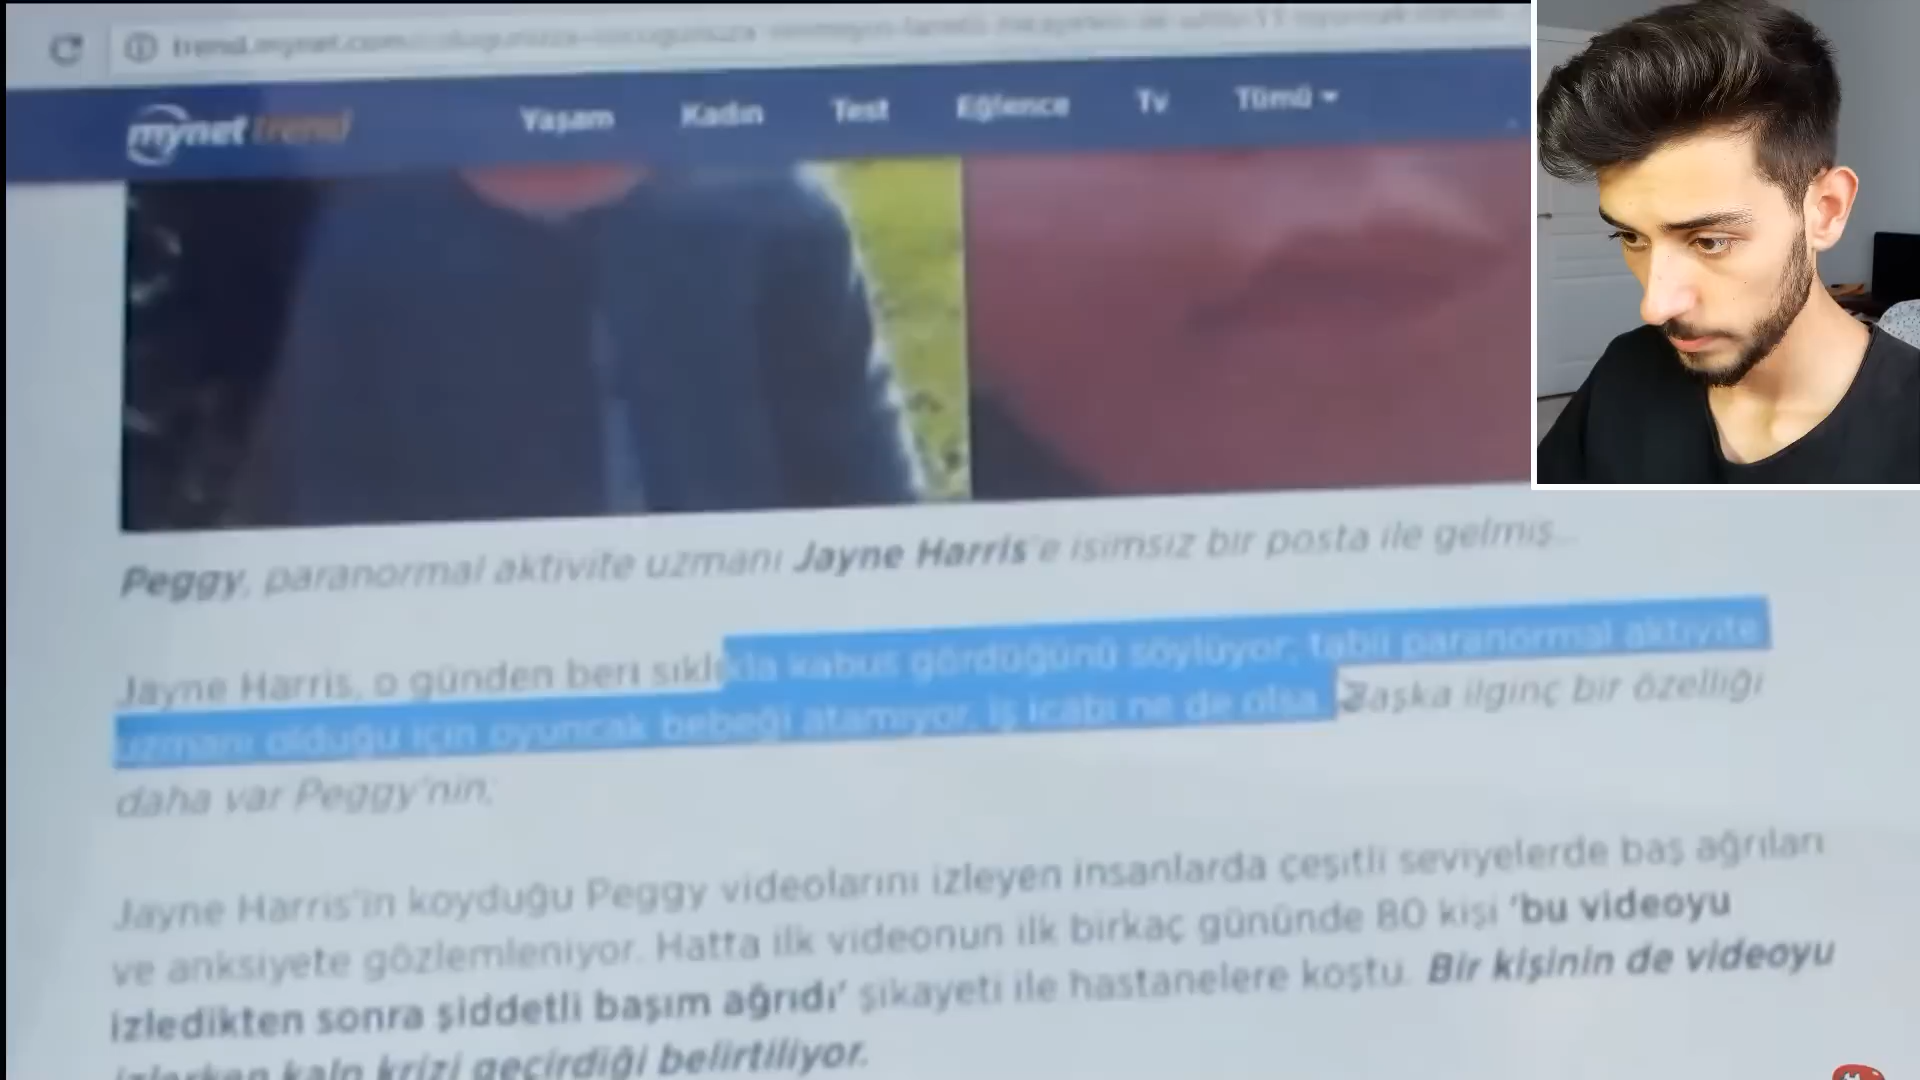 trend.mynet.com
mynet trend
Yaşam Kadın Test Eğlence Tv Tümü
Peggy, paranormal aktivite uzmanı Jayne Harris'e isimsiz bir posta ile gelmiş...
Jayne Harris, o günden beri sıklıkla kabus gördüğünü söylüyor; tabii paranormal aktivite
uzmanı olduğu için oyuncak bebeği atamıyor, iş icabı ne de olsa. Başka ilginç bir özelliği
daha var Peggy'nin;
Jayne Harris'in koyduğu Peggy videolarını izleyen insanlarda çeşitli seviyelerde baş ağrıları
ve anksiyete gözlemleniyor. Hatta ilk videonun ilk birkaç gününde 80 kişi 'bu videoyu
izledikten sonra şiddetli başım ağrıdı' şikayeti ile hastanelere koştu. Bir kişinin de videoyu
izlerken kalp krizi geçirdiği belirtiliyor.